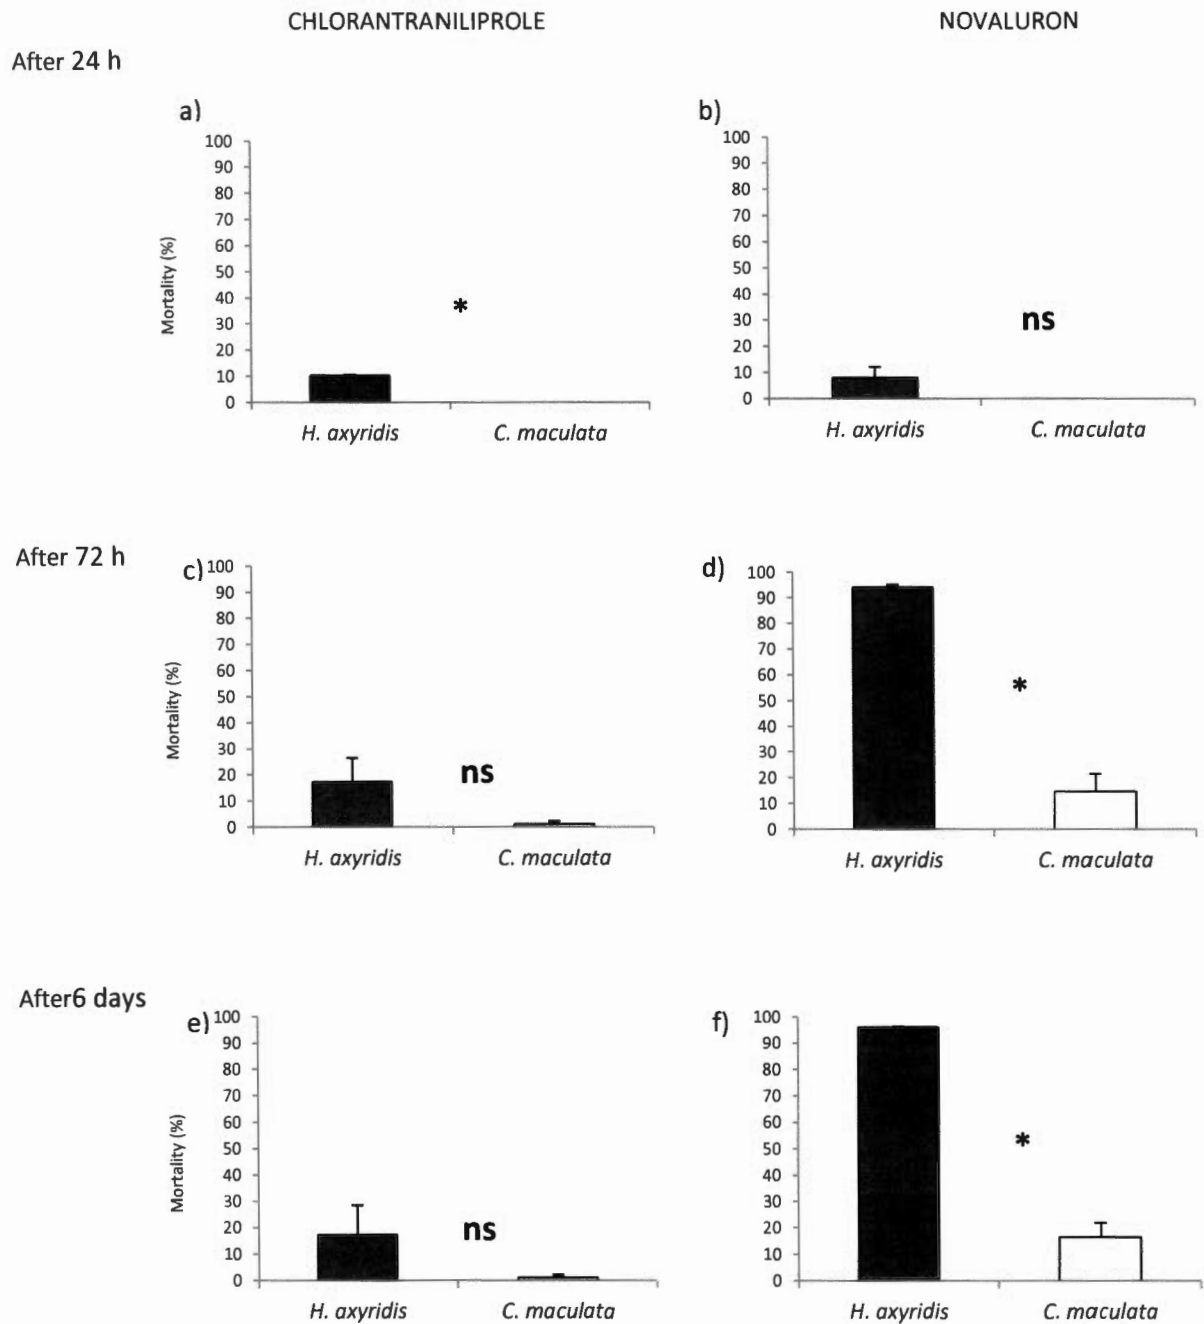 CHLORANTRANILIPROLE
NOVALURON
After 24 h
a)
100
90
80
70
60
50
40
30
20
10
0
Mortality (%)
*
H. axyridis
C. maculata
b)
100
90
80
70
60
50
40
30
20
10
0
ns
H. axyridis
C. maculata
After 72 h
c)
100
90
80
70
60
50
40
30
20
10
0
Mortality (%)
ns
H. axyridis
C. maculata
d)
100
90
80
70
60
50
40
30
20
10
0
*
H. axyridis
C. maculata
After6 days
e)
100
90
80
70
60
50
40
30
20
10
0
Mortality (%)
ns
H. axyridis
C. maculata
f)
100
90
80
70
60
50
40
30
20
10
0
*
H. axyridis
C. maculata